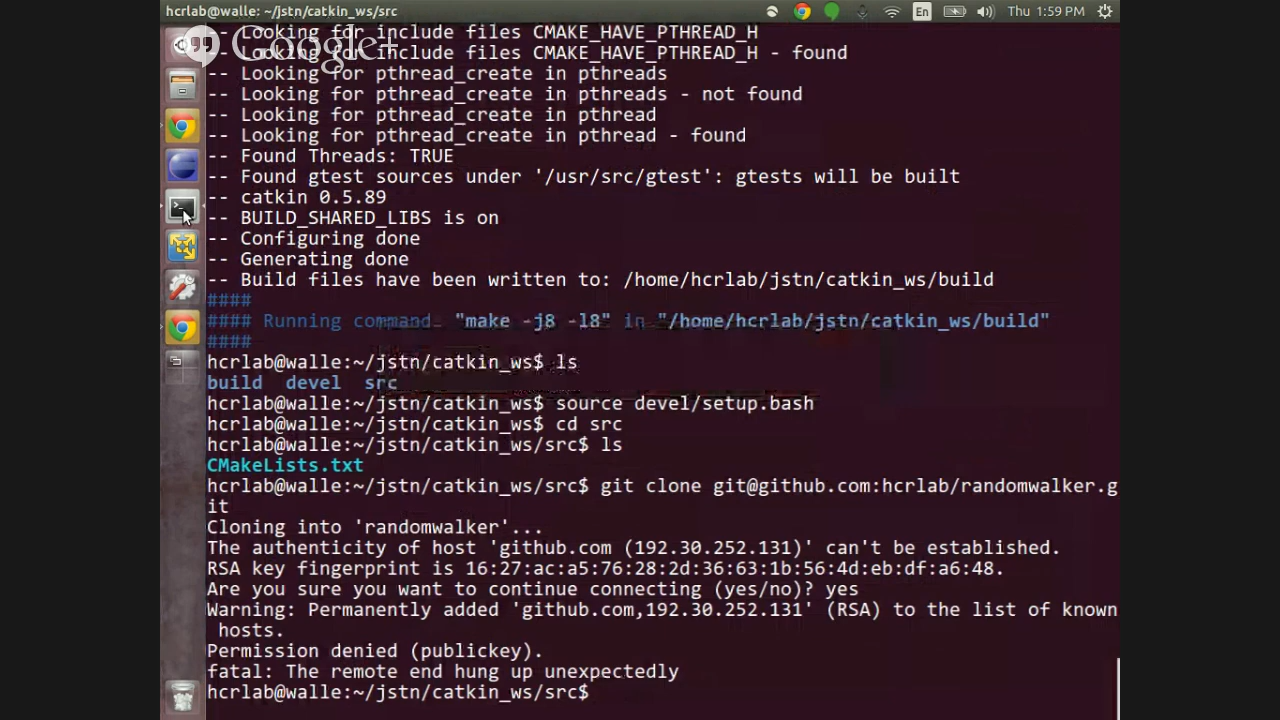 hcrlab@walle: ~/jstn/catkin_ws/src
En
Thu 1:59 PM
Google+
-- Looking for include files CMAKE_HAVE_PTHREAD_H
-- Looking for include files CMAKE_HAVE_PTHREAD_H - found
-- Looking for pthread_create in pthreads
-- Looking for pthread_create in pthreads - not found
-- Looking for pthread_create in pthread
-- Looking for pthread_create in pthread - found
-- Found Threads: TRUE
-- Found gtest sources under '/usr/src/gtest': gtests will be built
-- catkin 0.5.89
-- BUILD_SHARED_LIBS is on
-- Configuring done
-- Generating done
-- Build files have been written to: /home/hcrlab/jstn/catkin_ws/build
####
#### Running command: "make -j8 -l8" in "/home/hcrlab/jstn/catkin_ws/build"
####
hcrlab@walle:~/jstn/catkin_ws$ ls
build devel src
hcrlab@walle:~/jstn/catkin_ws$ source devel/setup.bash
hcrlab@walle:~/jstn/catkin_ws$ cd src
hcrlab@walle:~/jstn/catkin_ws/src$ ls
CMakeLists.txt
hcrlab@walle:~/jstn/catkin_ws/src$ git clone git@github.com:hcrlab/randomwalker.g
it
Cloning into 'randomwalker'...
The authenticity of host 'github.com (192.30.252.131)' can't be established.
RSA key fingerprint is 16:27:ac:a5:76:28:2d:36:63:1b:56:4d:eb:df:a6:48.
Are you sure you want to continue connecting (yes/no)? yes
Warning: Permanently added 'github.com,192.30.252.131' (RSA) to the list of known
hosts.
Permission denied (publickey).
fatal: The remote end hung up unexpectedly
hcrlab@walle:~/jstn/catkin_ws/src$